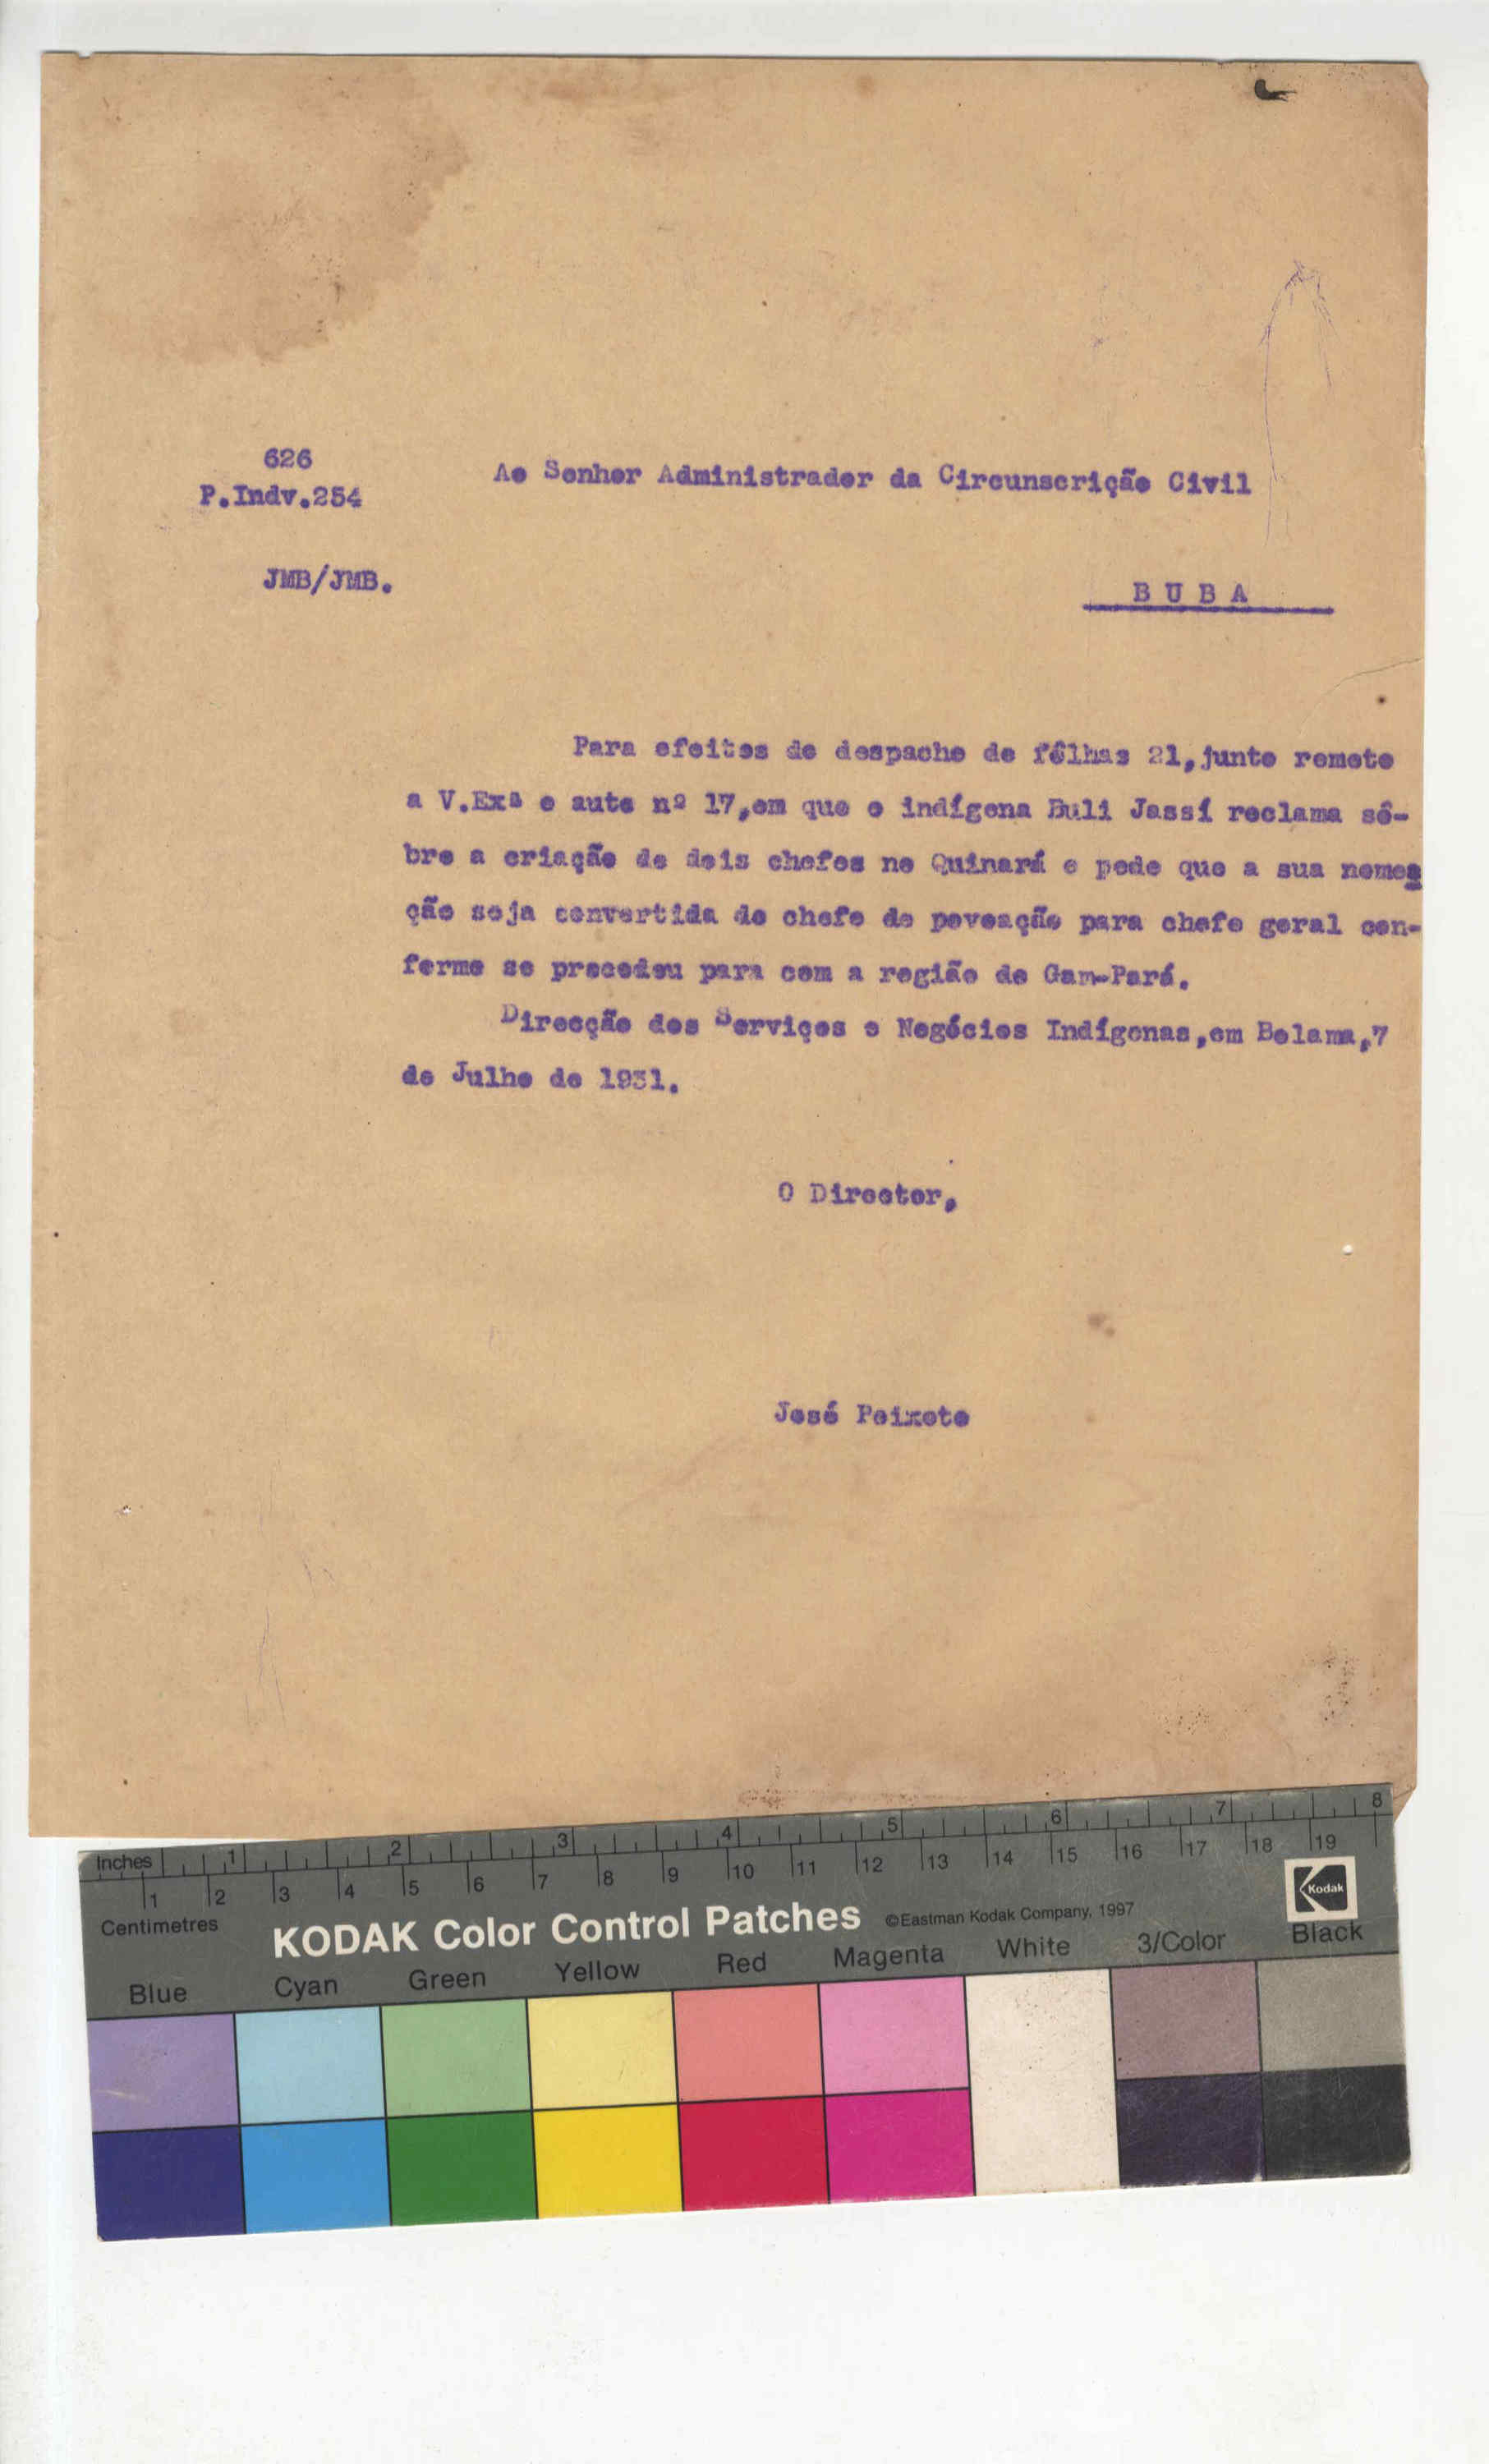 626
P.Indv.254
Ao Senhor Administrador da Circunscrição Civil
JMB/JMB.
B U B A
Para efeitos do despacho de fôlhas 21,junto remeto
a V.Exª o auto nº 17,em que o indígena Buli Jassí reclama sô-
bre a criação de dois chefes no Quinará e pede que a sua nomea
ção seja convertida de chefe de povoação para chefe geral con-
forme se procedeu para com a região de Gam-Pará.
Direcção dos Serviços e Negócios Indígenas,em Bolama,7
de Julho de 1931.
O Director,
José Peixoto
Inches 1 2 3 4 5 6 7 8
1 2 3 4 5 6 7 8 9 10 11 12 13 14 15 16 17 18 19
Centimetres
KODAK Color Control Patches ©Eastman Kodak Company, 1997
Kodak
Blue Cyan Green Yellow Red Magenta White 3/Color Black